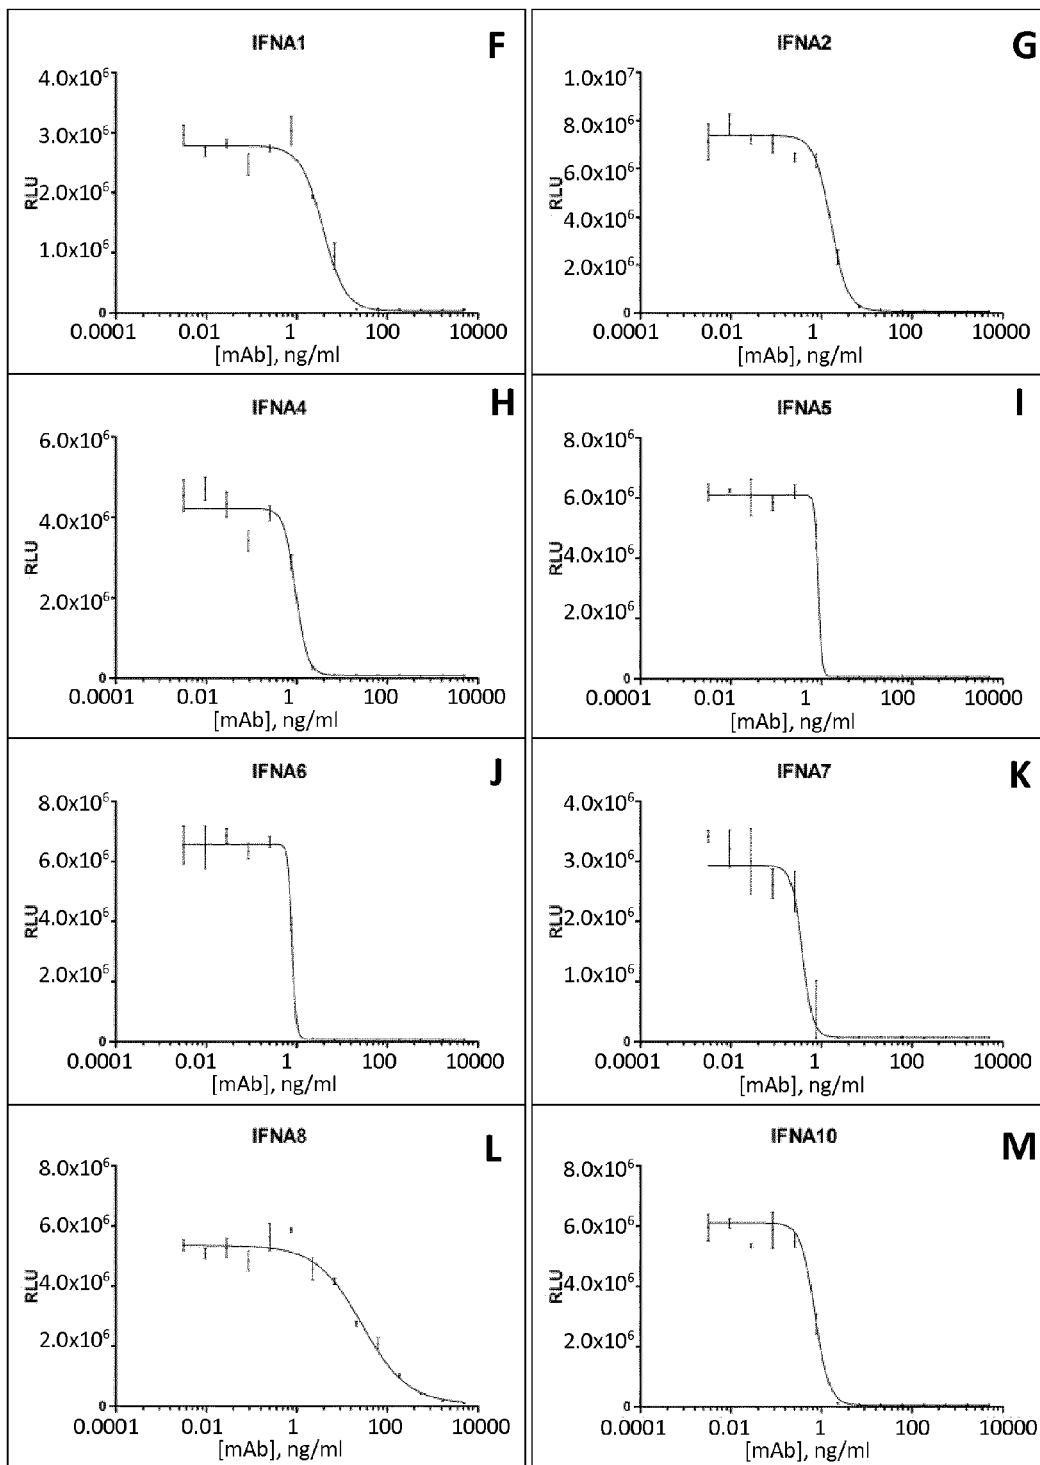 IFNA1 F
4.0x10⁶
3.0x10⁶
2.0x10⁶
1.0x10⁶
0
RLU
0.0001 0.01 1 100 10000
[mAb], ng/ml
IFNA2 G
1.0x10⁷
8.0x10⁶
6.0x10⁶
4.0x10⁶
2.0x10⁶
0
RLU
0.0001 0.01 1 100 10000
[mAb], ng/ml
IFNA4 H
6.0x10⁶
4.0x10⁶
2.0x10⁶
0
RLU
0.0001 0.01 1 100 10000
[mAb], ng/ml
IFNA5 I
8.0x10⁶
6.0x10⁶
4.0x10⁶
2.0x10⁶
0
RLU
0.0001 0.01 1 100 10000
[mAb], ng/ml
IFNA6 J
8.0x10⁶
6.0x10⁶
4.0x10⁶
2.0x10⁶
0
RLU
0.0001 0.01 1 100 10000
[mAb], ng/ml
IFNA7 K
4.0x10⁶
3.0x10⁶
2.0x10⁶
1.0x10⁶
0
RLU
0.0001 0.01 1 100 10000
[mAb], ng/ml
IFNA8 L
8.0x10⁶
6.0x10⁶
4.0x10⁶
2.0x10⁶
0
RLU
0.0001 0.01 1 100 10000
[mAb], ng/ml
IFNA10 M
8.0x10⁶
6.0x10⁶
4.0x10⁶
2.0x10⁶
0
RLU
0.0001 0.01 1 100 10000
[mAb], ng/ml